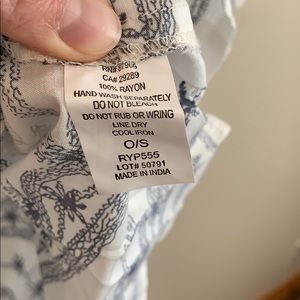 CA# 29289
100% RAYON
HAND WASH SEPARATELY
DO NOT BLEACH
DO NOT RUB OR WRING
LINE DRY
COOL IRON
O/S
RYP555
LOT# 50791
MADE IN INDIA